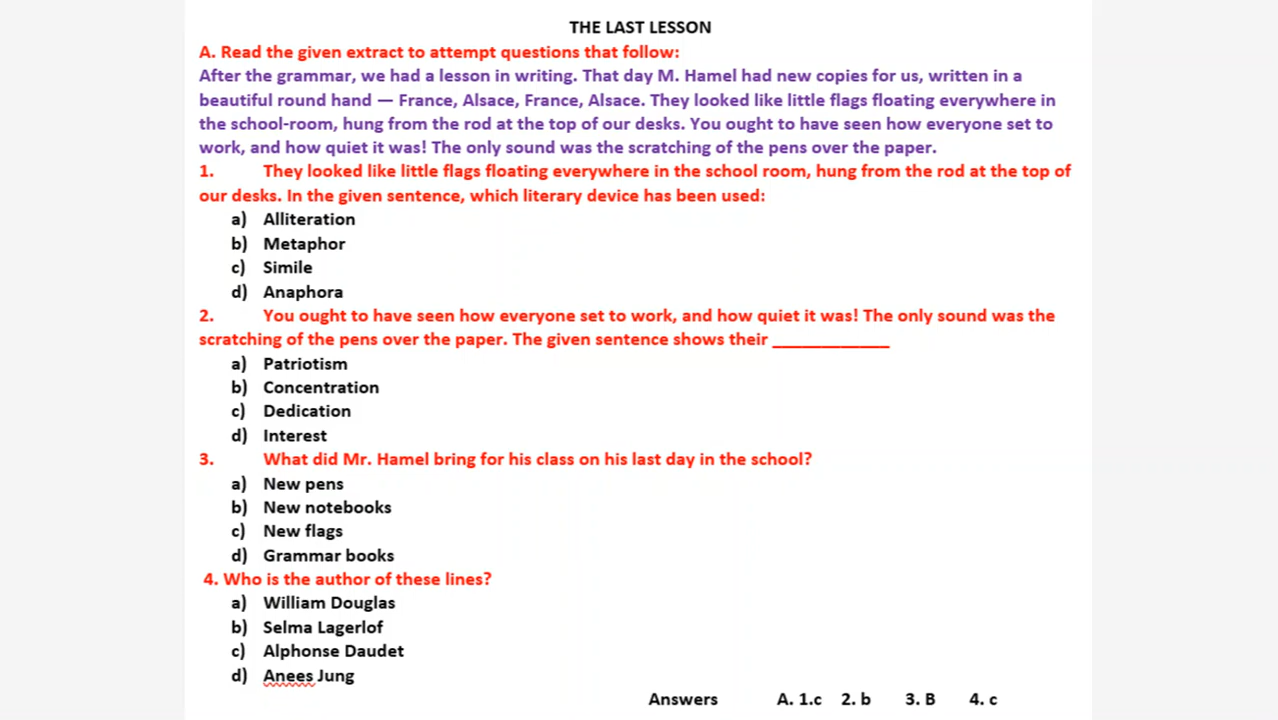 THE LAST LESSON
A. Read the given extract to attempt questions that follow:
After the grammar, we had a lesson in writing. That day M. Hamel had new copies for us, written in a
beautiful round hand — France, Alsace, France, Alsace. They looked like little flags floating everywhere in
the school-room, hung from the rod at the top of our desks. You ought to have seen how everyone set to
work, and how quiet it was! The only sound was the scratching of the pens over the paper.
1. They looked like little flags floating everywhere in the school room, hung from the rod at the top of
our desks. In the given sentence, which literary device has been used:
a) Alliteration
b) Metaphor
c) Simile
d) Anaphora
2. You ought to have seen how everyone set to work, and how quiet it was! The only sound was the
scratching of the pens over the paper. The given sentence shows their ____________
a) Patriotism
b) Concentration
c) Dedication
d) Interest
3. What did Mr. Hamel bring for his class on his last day in the school?
a) New pens
b) New notebooks
c) New flags
d) Grammar books
4. Who is the author of these lines?
a) William Douglas
b) Selma Lagerlof
c) Alphonse Daudet
d) Anees Jung
Answers A. 1.c 2. b 3. B 4. c